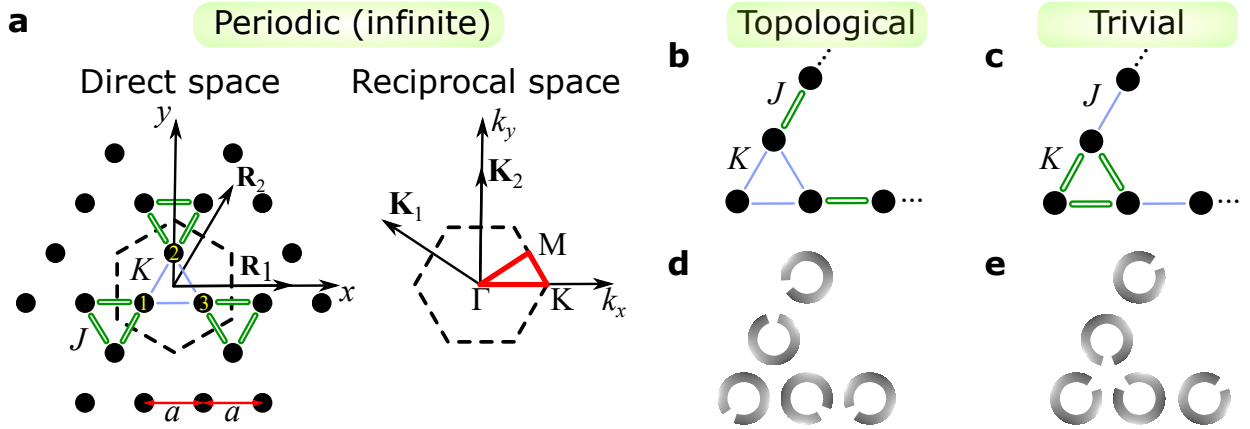 a
Periodic (infinite)
Direct space
Reciprocal space
y
R2
K
2
R1
x
1
3
J
a
a
ky
K2
K1
M
Γ
K
kx
Topological
b
J
K
...
...
Trivial
c
J
K
...
...
d
e